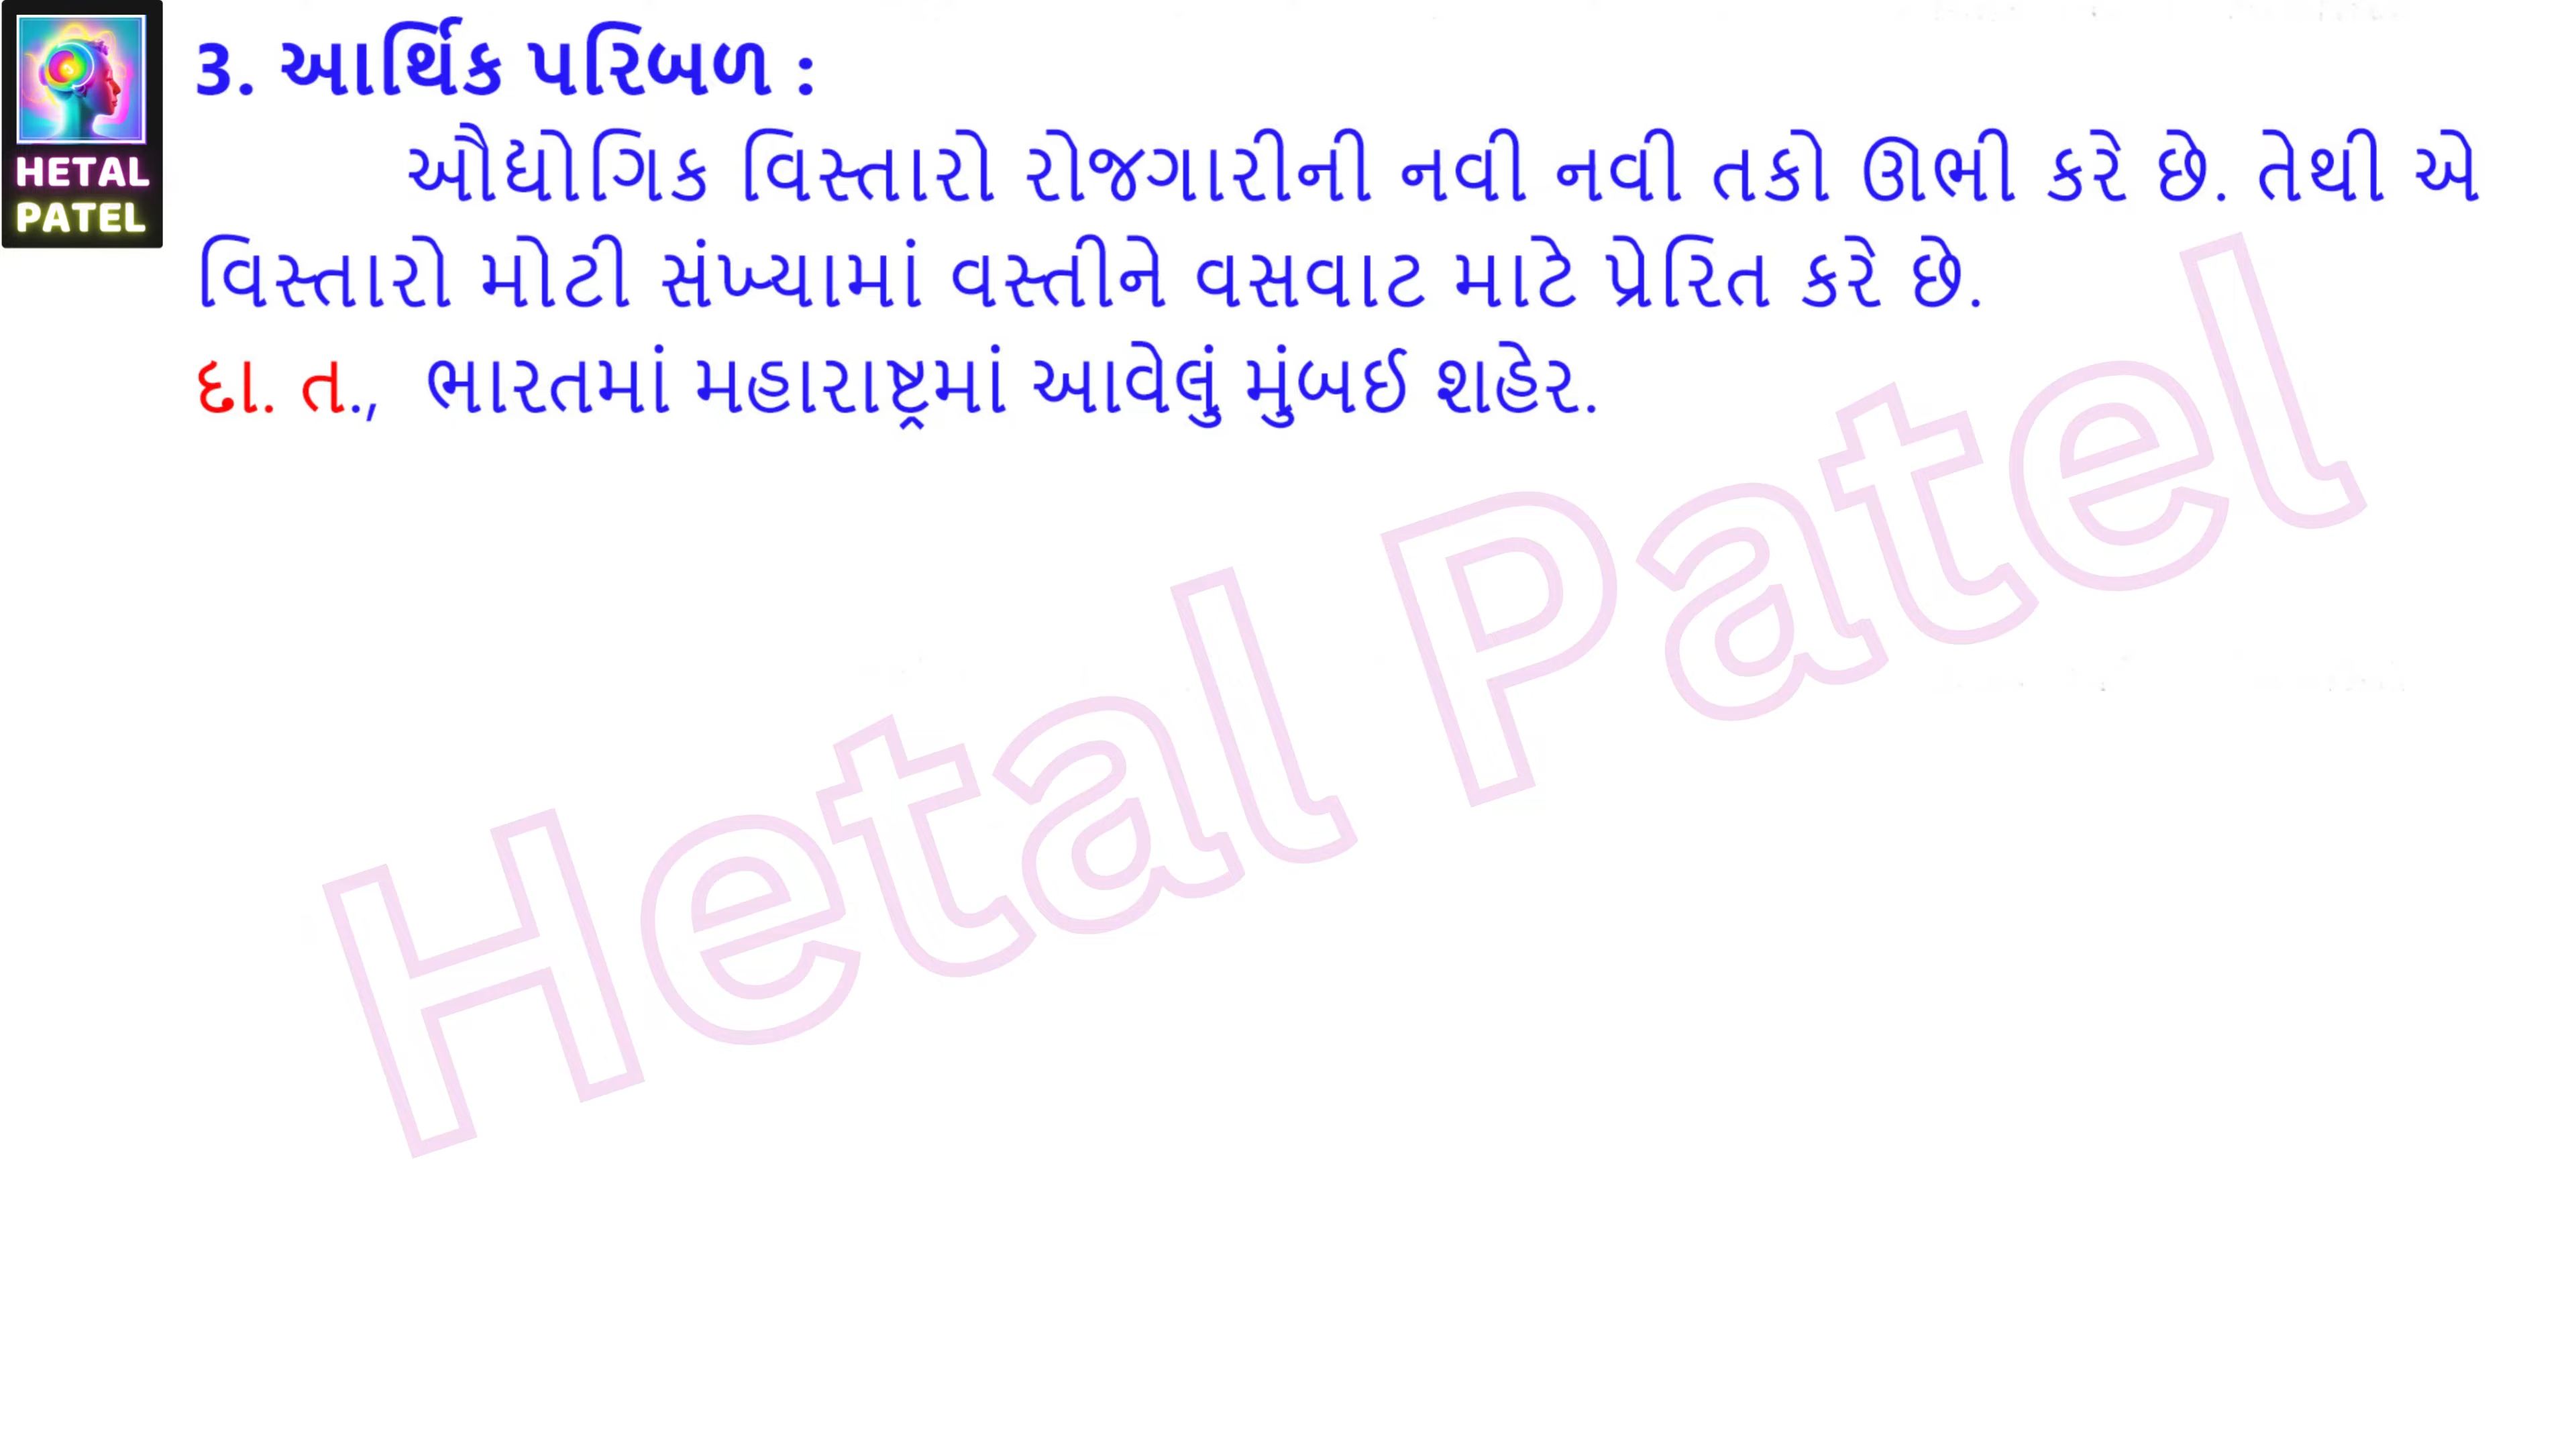 HETAL
PATEL
3. આર્થિક પરિબળ :
ઔદ્યોગિક વિસ્તારો રોજગારીની નવી નવી તકો ઊભી કરે છે. તેથી એ
વિસ્તારો મોટી સંખ્યામાં વસ્તીને વસવાટ માટે પ્રેરિત કરે છે.
દા. ત., ભારતમાં મહારાષ્ટ્રમાં આવેલું મુંબઈ શહેર.
Hetal Patel